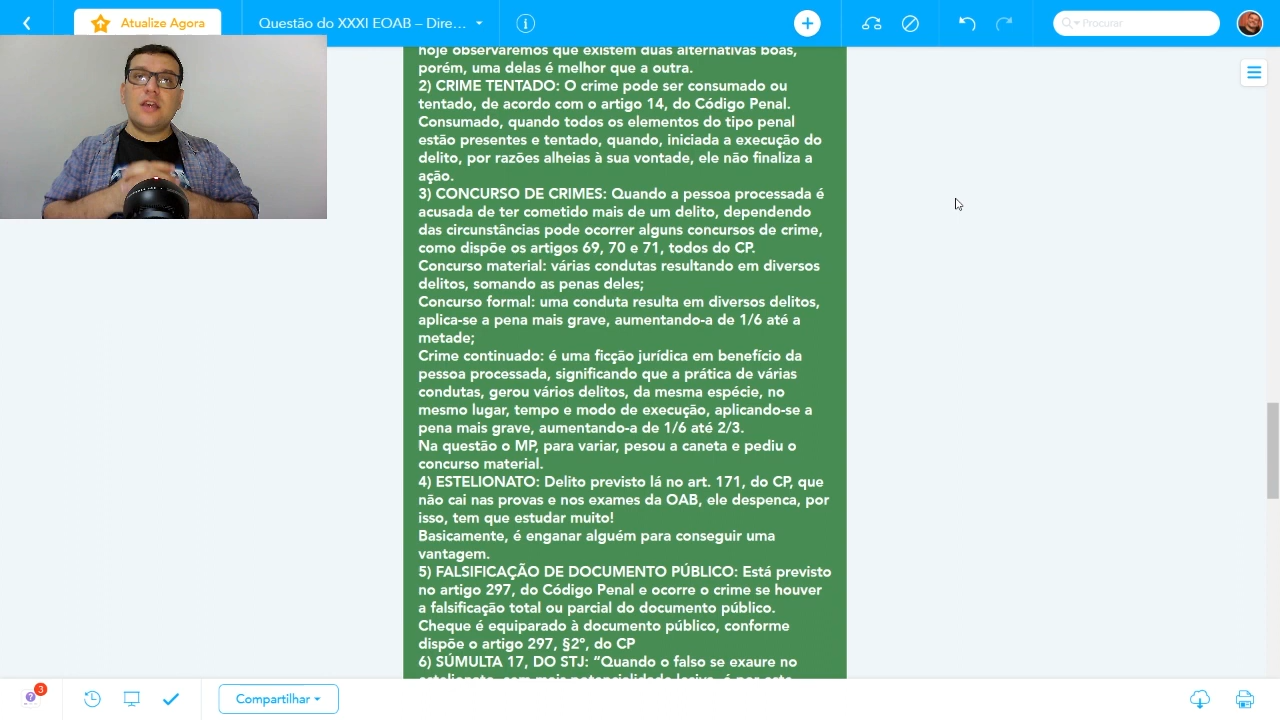 Atualize Agora
Questão do XXXI EOAB – Dire...
Procurar
hoje observaremos que existem duas alternativas boas,
porém, uma delas é melhor que a outra.
2) CRIME TENTADO: O crime pode ser consumado ou
tentado, de acordo com o artigo 14, do Código Penal.
Consumado, quando todos os elementos do tipo penal
estão presentes e tentado, quando, iniciada a execução do
delito, por razões alheias à sua vontade, ele não finaliza a
ação.
3) CONCURSO DE CRIMES: Quando a pessoa processada é
acusada de ter cometido mais de um delito, dependendo
das circunstâncias pode ocorrer alguns concursos de crime,
como dispõe os artigos 69, 70 e 71, todos do CP.
Concurso material: várias condutas resultando em diversos
delitos, somando as penas deles;
Concurso formal: uma conduta resulta em diversos delitos,
aplica-se a pena mais grave, aumentando-a de 1/6 até a
metade;
Crime continuado: é uma ficção jurídica em benefício da
pessoa processada, significando que a prática de várias
condutas, gerou vários delitos, da mesma espécie, no
mesmo lugar, tempo e modo de execução, aplicando-se a
pena mais grave, aumentando-a de 1/6 até 2/3.
Na questão o MP, para variar, pesou a caneta e pediu o
concurso material.
4) ESTELIONATO: Delito previsto lá no art. 171, do CP, que
não cai nas provas e nos exames da OAB, ele despenca, por
isso, tem que estudar muito!
Basicamente, é enganar alguém para conseguir uma
vantagem.
5) FALSIFICAÇÃO DE DOCUMENTO PÚBLICO: Está previsto
no artigo 297, do Código Penal e ocorre o crime se houver
a falsificação total ou parcial do documento público.
Cheque é equiparado à documento público, conforme
dispõe o artigo 297, §2º, do CP
6) SÚMULTA 17, DO STJ: “Quando o falso se exaure no
estelionato, sem mais potencialidade lesiva, é por este
3
Compartilhar